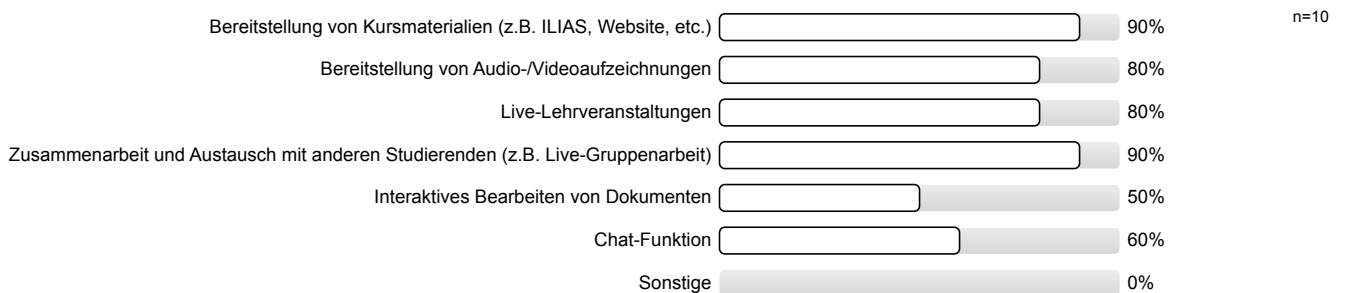 n=10
Bereitstellung von Kursmaterialien (z.B. ILIAS, Website, etc.) 90%
Bereitstellung von Audio-/Videoaufzeichnungen 80%
Live-Lehrveranstaltungen 80%
Zusammenarbeit und Austausch mit anderen Studierenden (z.B. Live-Gruppenarbeit) 90%
Interaktives Bearbeiten von Dokumenten 50%
Chat-Funktion 60%
Sonstige 0%